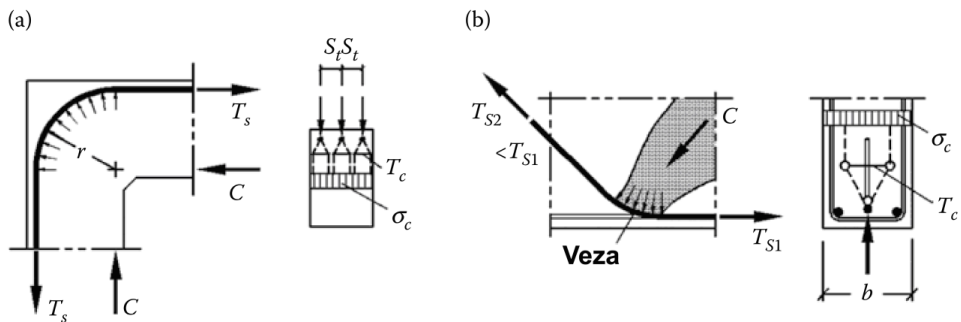 (a)
(b)
S_t S_t
T_s
r
T_c
C
σ_c
T_s
C
T_S2
<T_S1
C
σ_c
T_c
T_S1
Veza
b